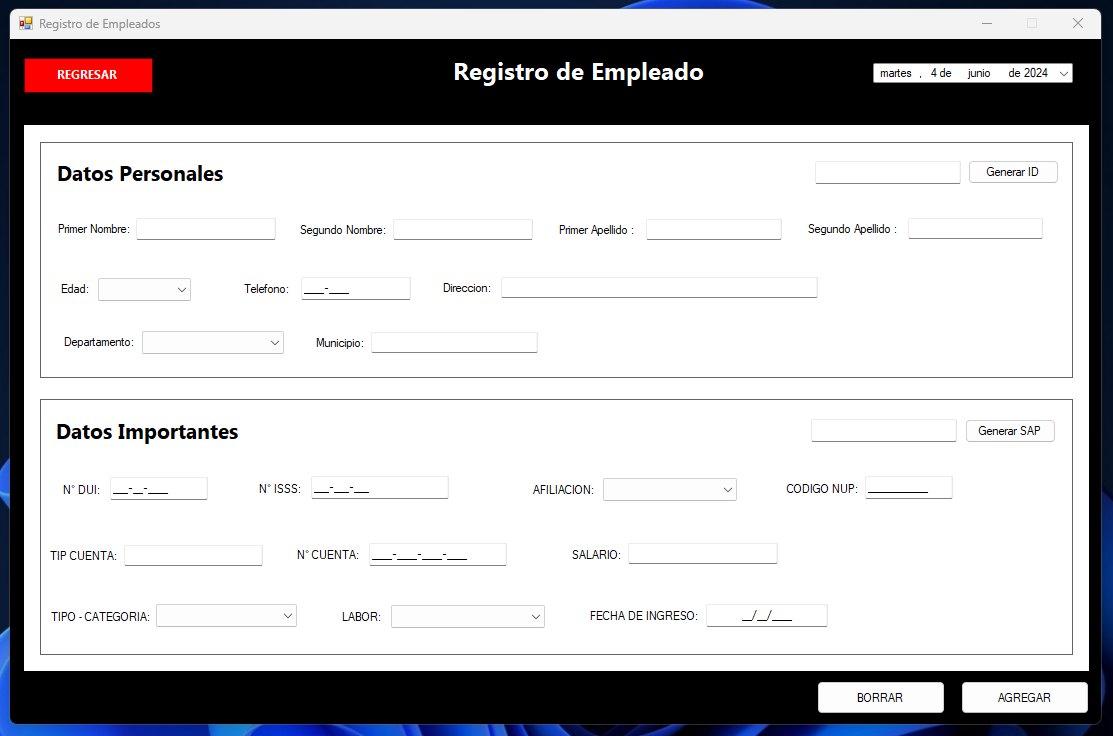 Registro de Empleados
REGRESAR
Registro de Empleado
martes , 4 de junio de 2024
Datos Personales
Generar ID
Primer Nombre:
Segundo Nombre:
Primer Apellido :
Segundo Apellido :
Edad:
Telefono: ____-____
Direccion:
Departamento:
Municipio:
Datos Importantes
Generar SAP
N° DUI: ___-__-____
N° ISSS: ___-___-___
AFILIACION:
CODIGO NUP: ____________
TIP CUENTA:
N° CUENTA: ____-____-____-____
SALARIO:
TIPO - CATEGORIA:
LABOR:
FECHA DE INGRESO: __/__/____
BORRAR
AGREGAR